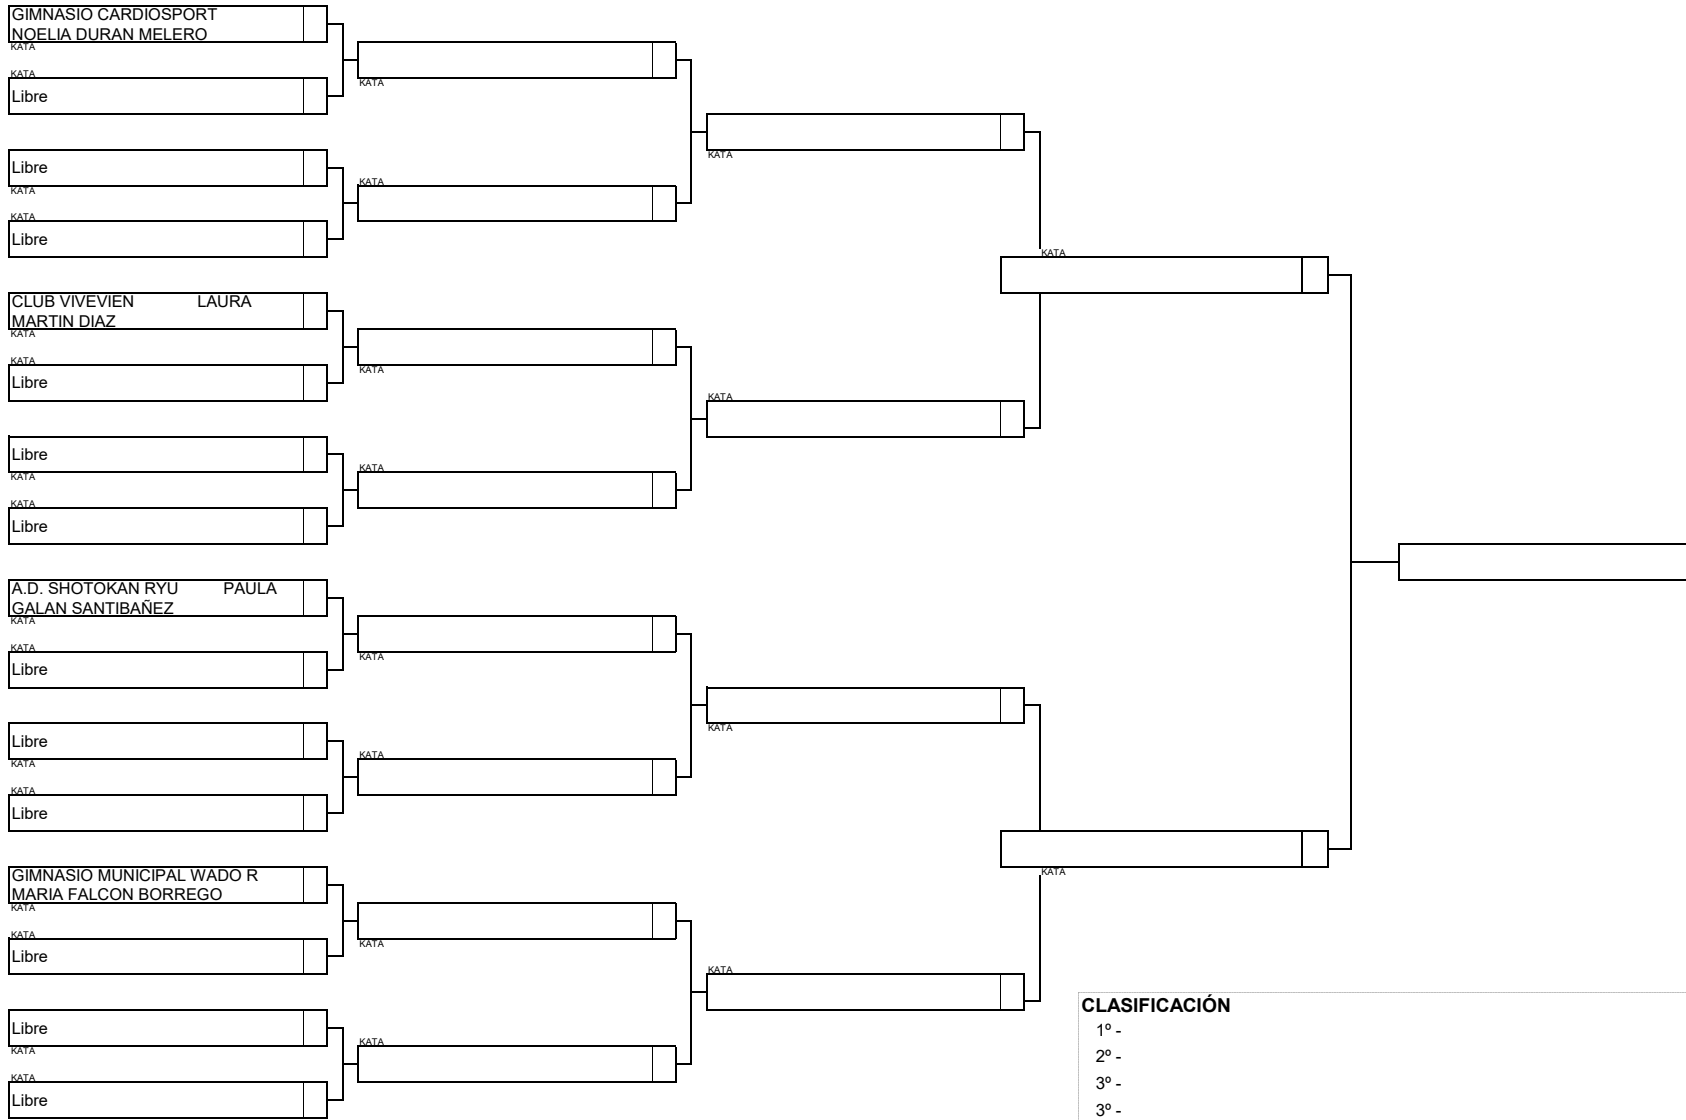 GIMNASIO CARDIOSPORT
NOELIA DURAN MELERO
KATA
KATA
Libre
Libre
KATA
KATA
Libre
CLUB VIVEVIEN LAURA
MARTIN DIAZ
KATA
KATA
Libre
Libre
KATA
KATA
Libre
A.D. SHOTOKAN RYU PAULA
GALAN SANTIBAÑEZ
KATA
KATA
Libre
Libre
KATA
KATA
Libre
GIMNASIO MUNICIPAL WADO R
MARIA FALCON BORREGO
KATA
KATA
Libre
Libre
KATA
KATA
Libre
KATA
KATA
KATA
KATA
KATA
KATA
KATA
KATA
KATA
KATA
KATA
KATA
KATA
KATA
CLASIFICACIÓN
1º -
2º -
3º -
3º -